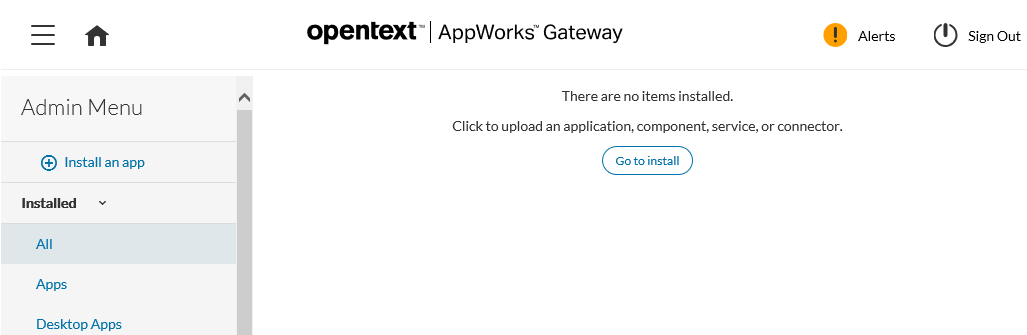 opentext™ | AppWorks™ Gateway
Alerts
Sign Out
Admin Menu
Install an app
Installed
All
Apps
Desktop Apps
There are no items installed.
Click to upload an application, component, service, or connector.
Go to install